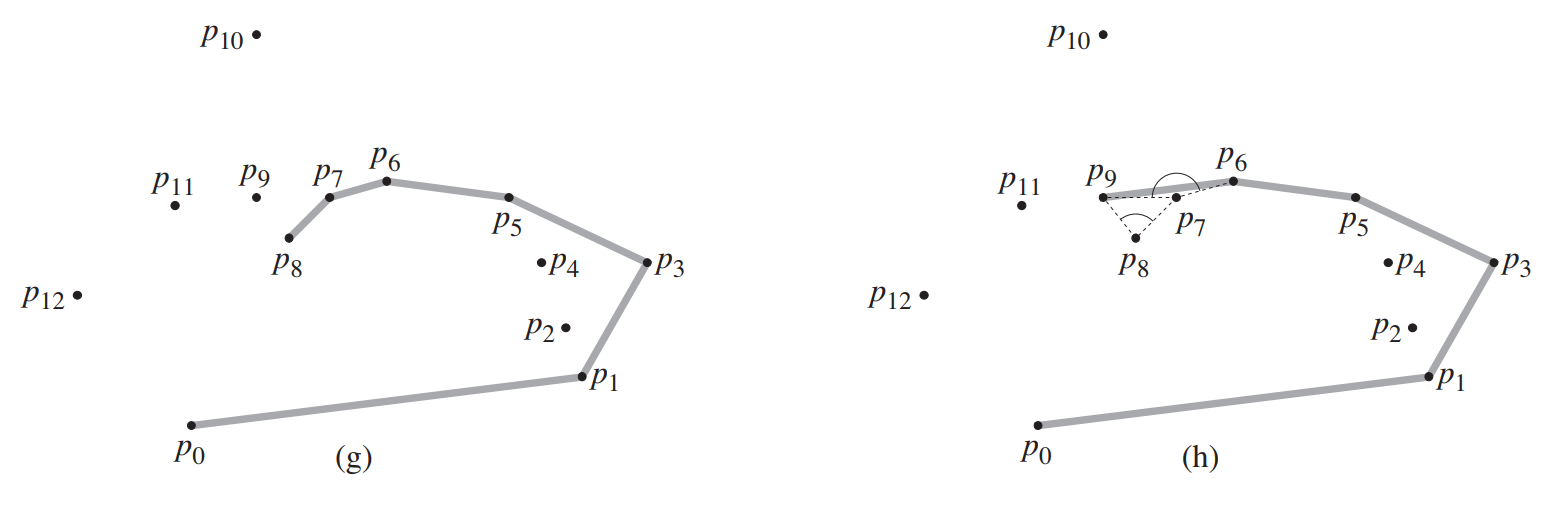 p10 p10
p6 p6
p11 p9 p7 p11 p9
p5 p7 p5
p8 p4 p3 p8 p4 p3
p12 p12
p2 p2
p1 p1
p0 (g) p0 (h)